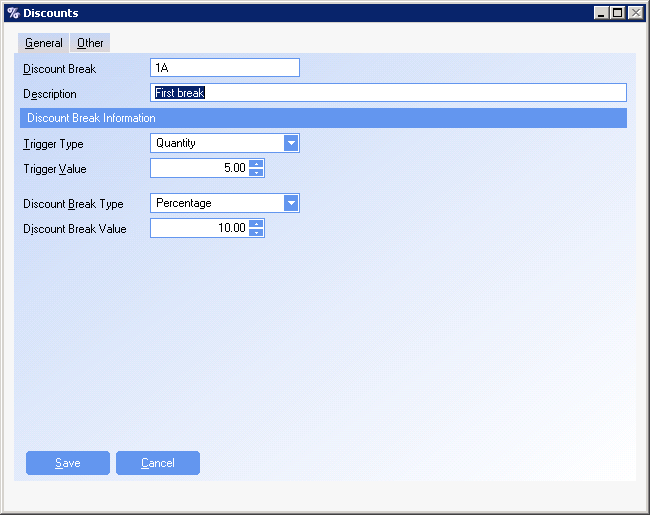 Discounts
General Other
Discount Break 1A
Description First break
Discount Break Information
Trigger Type Quantity
Trigger Value 5.00
Discount Break Type Percentage
Discount Break Value 10.00
Save Cancel